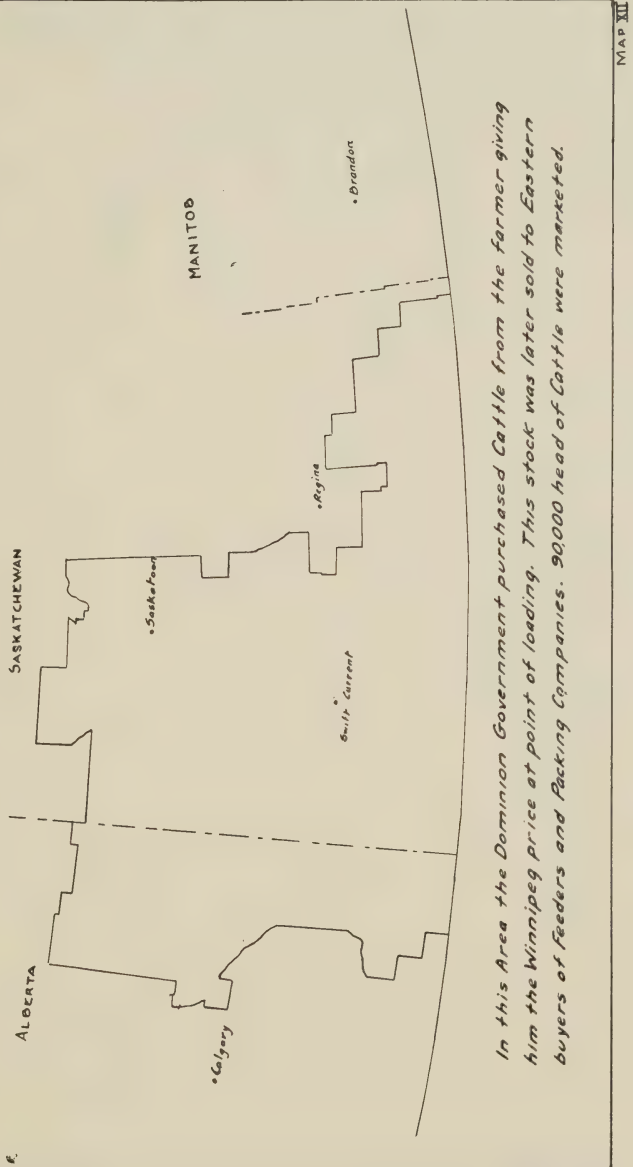 MAP XII
ALBERTA
SASKATCHEWAN
MANITOB
• Calgary
• Saskatoon
Swift Current
• Regina
• Brandon
In this Area the Dominion Government purchased Cattle from the farmer giving
him the Winnipeg price at point of loading. This stock was later sold to Eastern
buyers of Feeders and Packing Companies. 90,000 head of Cattle were marketed.